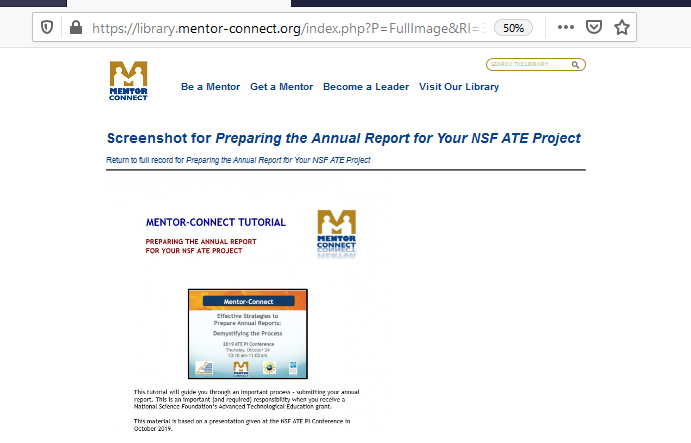 https://library.mentor-connect.org/index.php?P=FullImage&RI=3
50%
SEARCH THE LIBRARY
MENTOR
CONNECT
Be a Mentor Get a Mentor Become a Leader Visit Our Library
Screenshot for Preparing the Annual Report for Your NSF ATE Project
Return to full record for Preparing the Annual Report for Your NSF ATE Project
MENTOR-CONNECT TUTORIAL
PREPARING THE ANNUAL REPORT
FOR YOUR NSF ATE PROJECT
MENTOR
CONNECT
Mentor-Connect
Effective Strategies to
Prepare Annual Reports:
Demystifying the Process
2019 ATE PI Conference
Thursday, October 24
10:10 am-11:00 am
This tutorial will guide you through an important process - submitting your annual
report. This is an important (and required) responsibility when you receive a
National Science Foundation's Advanced Technological Education grant.
This material is based on a presentation given at the NSF ATE PI Conference in
October 2019.